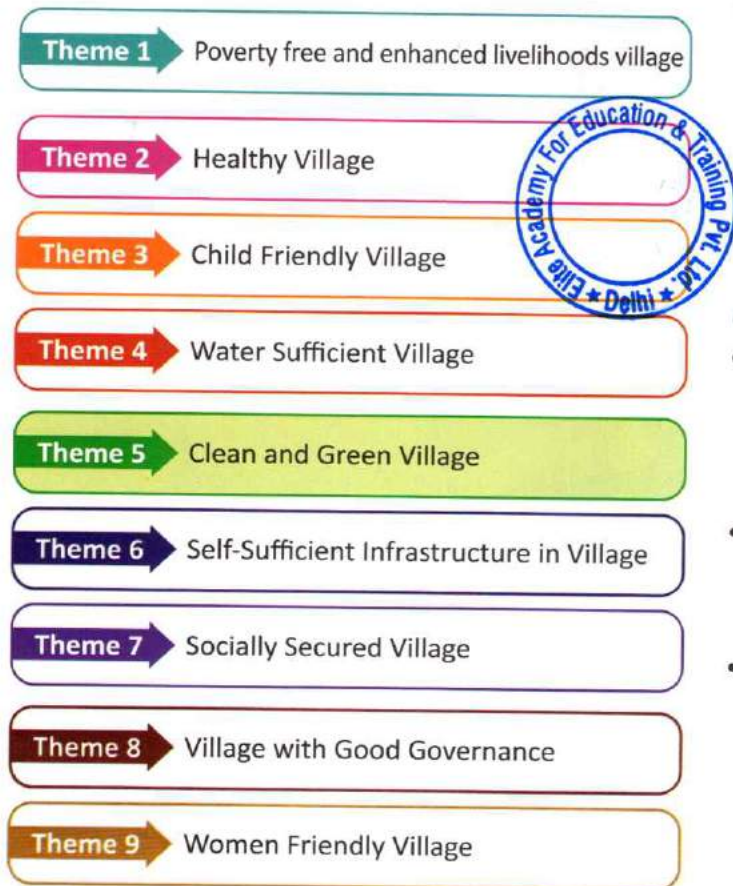 Theme 1 Poverty free and enhanced livelihoods village
Theme 2 Healthy Village
Theme 3 Child Friendly Village
Theme 4 Water Sufficient Village
Theme 5 Clean and Green Village
Theme 6 Self-Sufficient Infrastructure in Village
Theme 7 Socially Secured Village
Theme 8 Village with Good Governance
Theme 9 Women Friendly Village
Elite Academy For Education & Training Pvt. Ltd.
★ Delhi ★